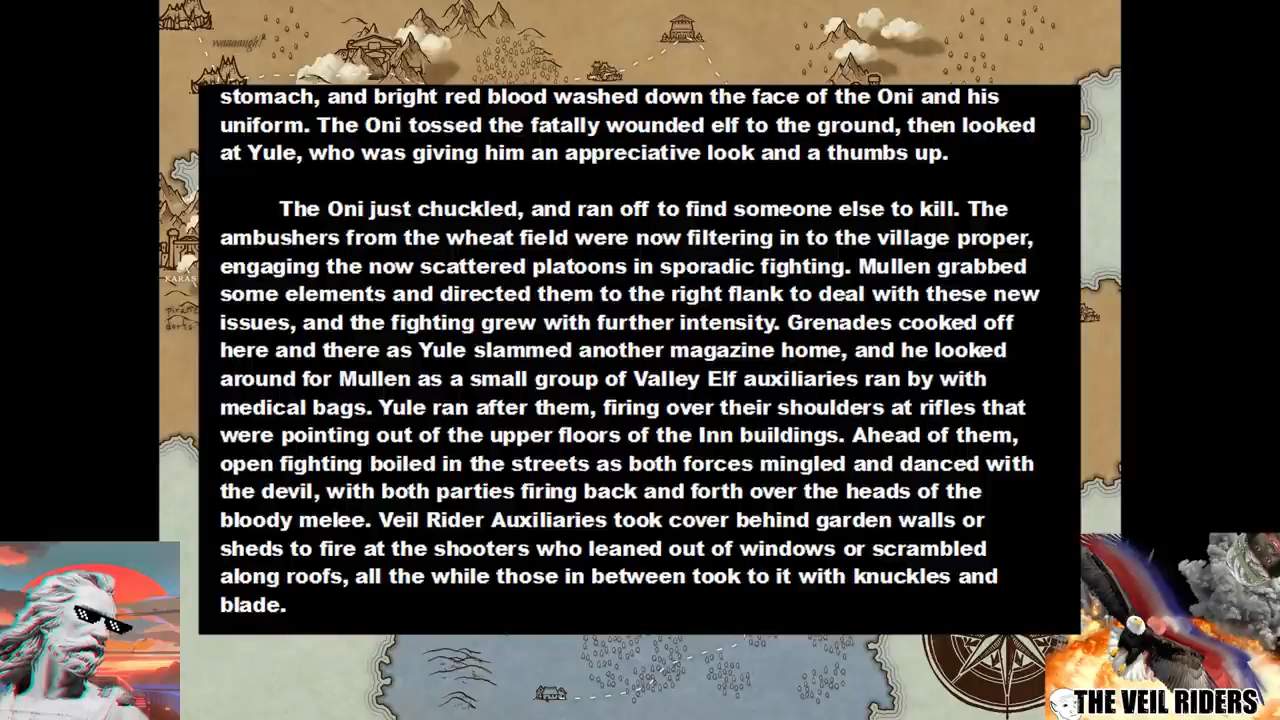 waaaaugh!
stomach, and bright red blood washed down the face of the Oni and his
uniform. The Oni tossed the fatally wounded elf to the ground, then looked
at Yule, who was giving him an appreciative look and a thumbs up.
The Oni just chuckled, and ran off to find someone else to kill. The
ambushers from the wheat field were now filtering in to the village proper,
engaging the now scattered platoons in sporadic fighting. Mullen grabbed
some elements and directed them to the right flank to deal with these new
issues, and the fighting grew with further intensity. Grenades cooked off
here and there as Yule slammed another magazine home, and he looked
around for Mullen as a small group of Valley Elf auxiliaries ran by with
medical bags. Yule ran after them, firing over their shoulders at rifles that
were pointing out of the upper floors of the Inn buildings. Ahead of them,
open fighting boiled in the streets as both forces mingled and danced with
the devil, with both parties firing back and forth over the heads of the
bloody melee. Veil Rider Auxiliaries took cover behind garden walls or
sheds to fire at the shooters who leaned out of windows or scrambled
along roofs, all the while those in between took to it with knuckles and
blade.
KARAS
THE VEIL RIDERS